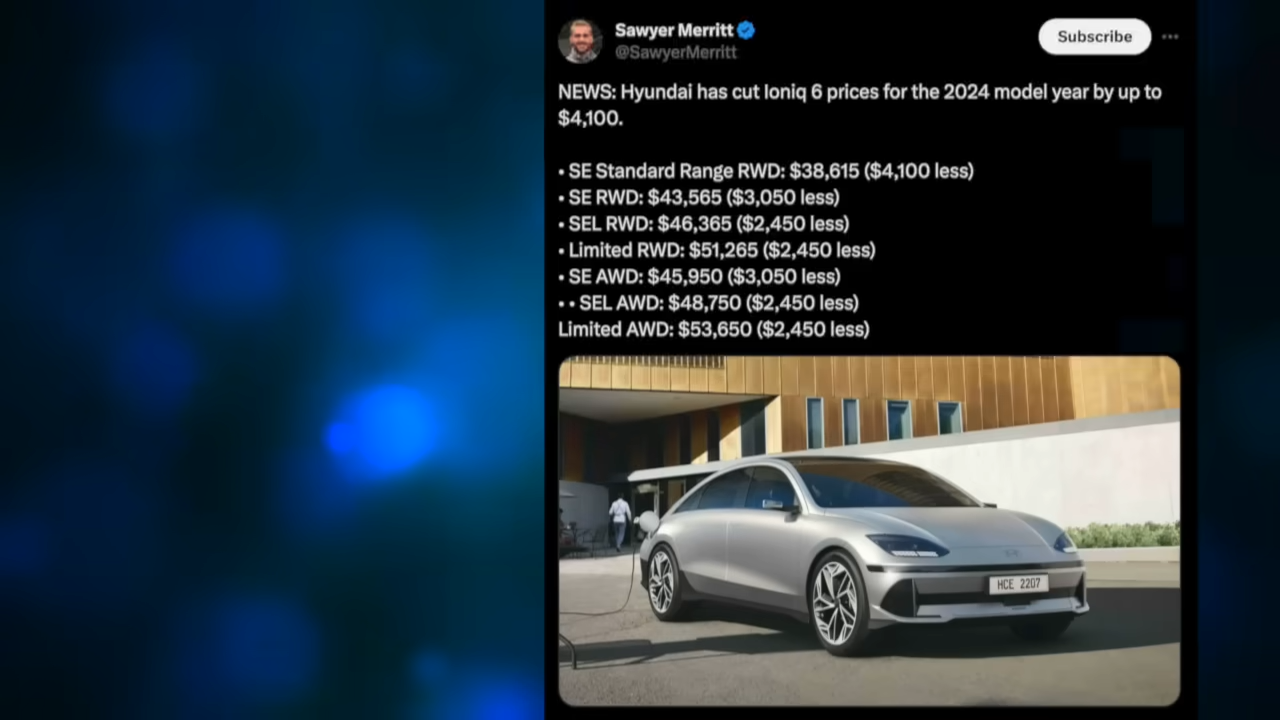 Sawyer Merritt
@SawyerMerritt
Subscribe
NEWS: Hyundai has cut Ioniq 6 prices for the 2024 model year by up to
$4,100.
• SE Standard Range RWD: $38,615 ($4,100 less)
• SE RWD: $43,565 ($3,050 less)
• SEL RWD: $46,365 ($2,450 less)
• Limited RWD: $51,265 ($2,450 less)
• SE AWD: $45,950 ($3,050 less)
• • SEL AWD: $48,750 ($2,450 less)
Limited AWD: $53,650 ($2,450 less)
HCE 2207